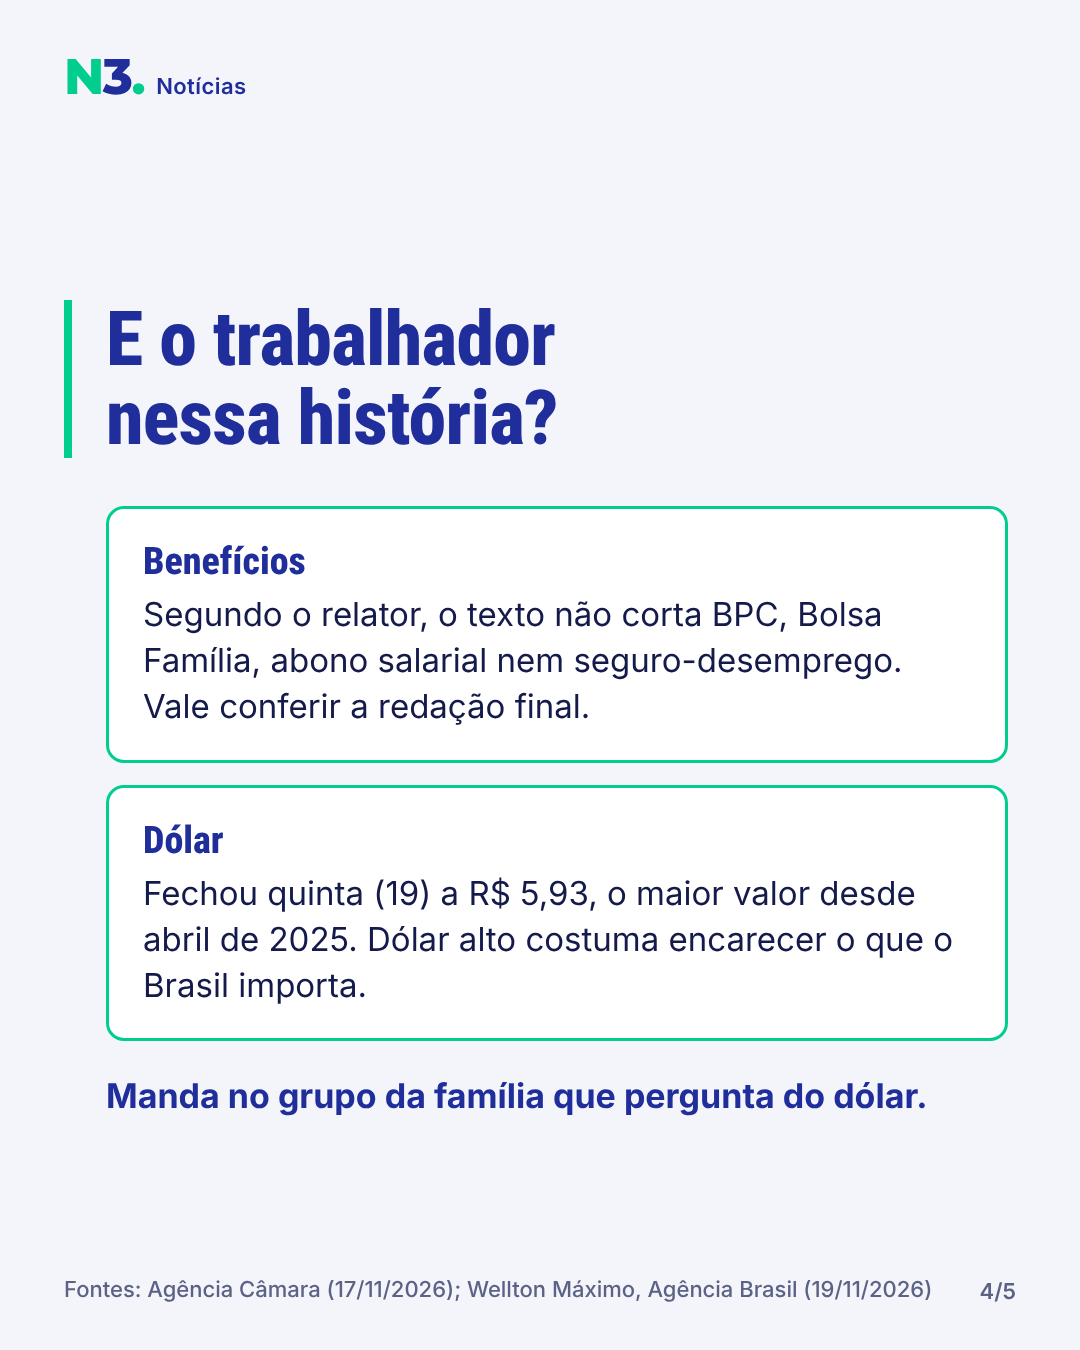 N3. Notícias
E o trabalhador
nessa história?
Benefícios
Segundo o relator, o texto não corta BPC, Bolsa
Família, abono salarial nem seguro-desemprego.
Vale conferir a redação final.
Dólar
Fechou quinta (19) a R$ 5,93, o maior valor desde
abril de 2025. Dólar alto costuma encarecer o que o
Brasil importa.
Manda no grupo da família que pergunta do dólar.
Fontes: Agência Câmara (17/11/2026); Wellton Máximo, Agência Brasil (19/11/2026)
4/5